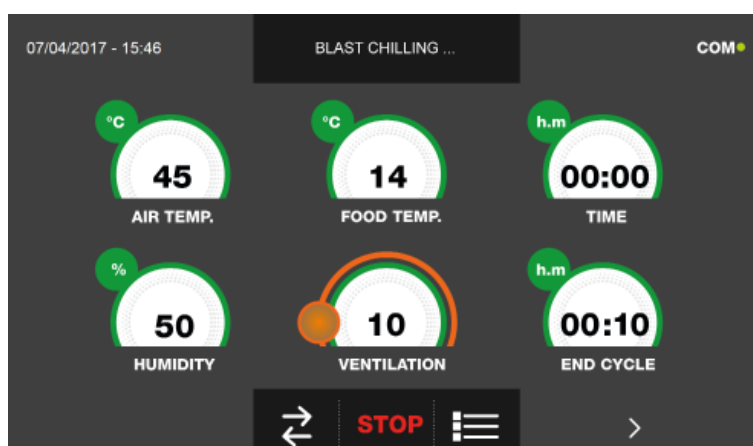 07/04/2017 - 15:46
BLAST CHILLING ...
COM
°C
45
AIR TEMP.
°C
14
FOOD TEMP.
h.m
00:00
TIME
%
50
HUMIDITY
10
VENTILATION
h.m
00:10
END CYCLE
STOP